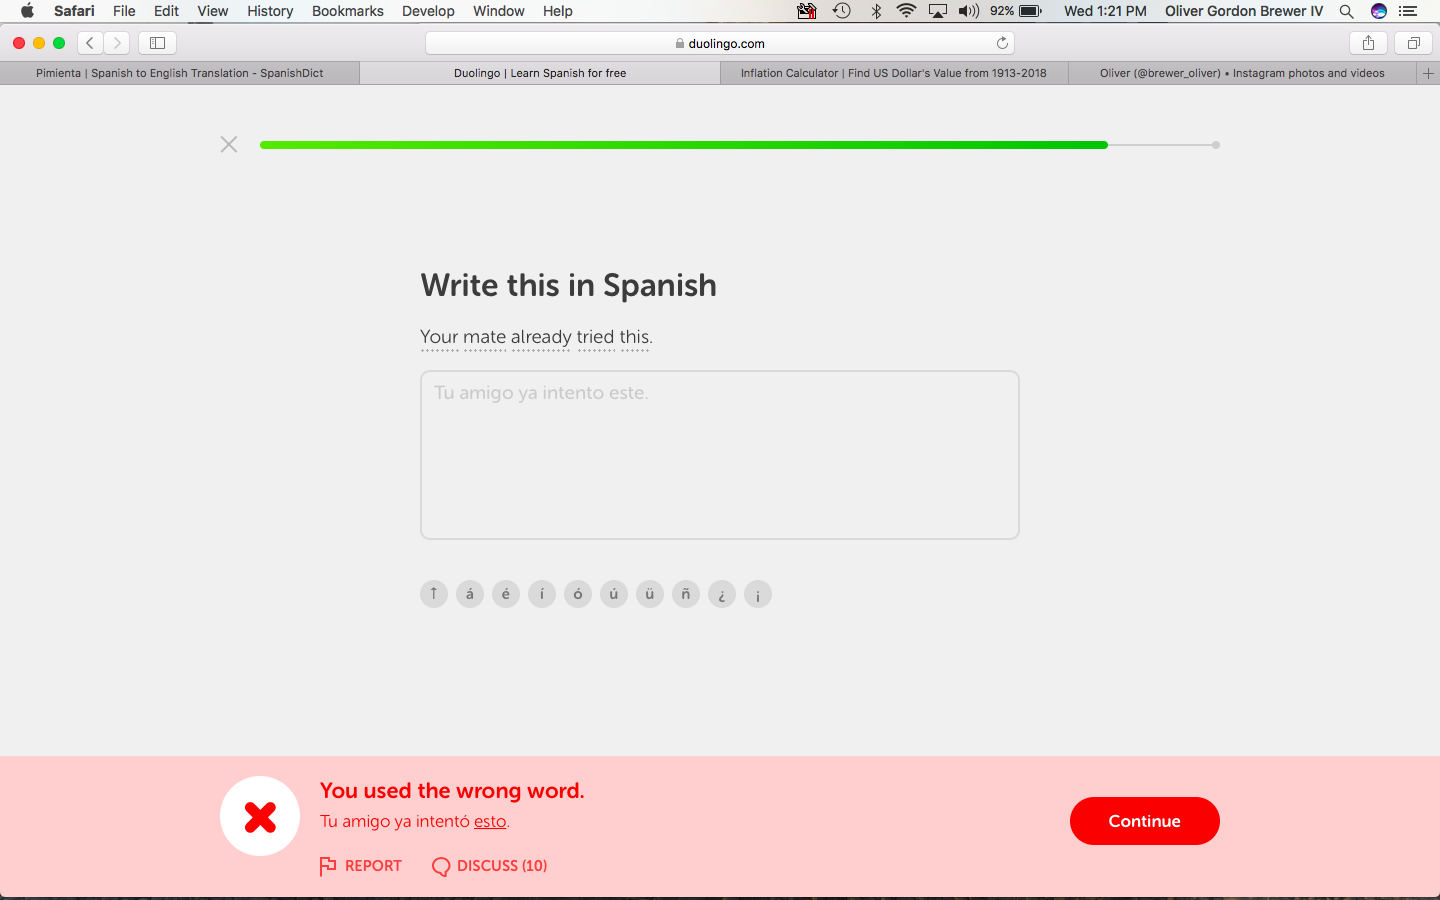 Safari File Edit View History Bookmarks Develop Window Help 92% Wed 1:21 PM Oliver Gordon Brewer IV
duolingo.com
Pimienta | Spanish to English Translation - SpanishDict Duolingo | Learn Spanish for free Inflation Calculator | Find US Dollar's Value from 1913-2018 Oliver (@brewer_oliver) • Instagram photos and videos
Write this in Spanish
Your mate already tried this.
Tu amigo ya intento este.
↑ á é í ó ú ü ñ ¿ ¡
You used the wrong word.
Tu amigo ya intentó esto.
Continue
REPORT DISCUSS (10)